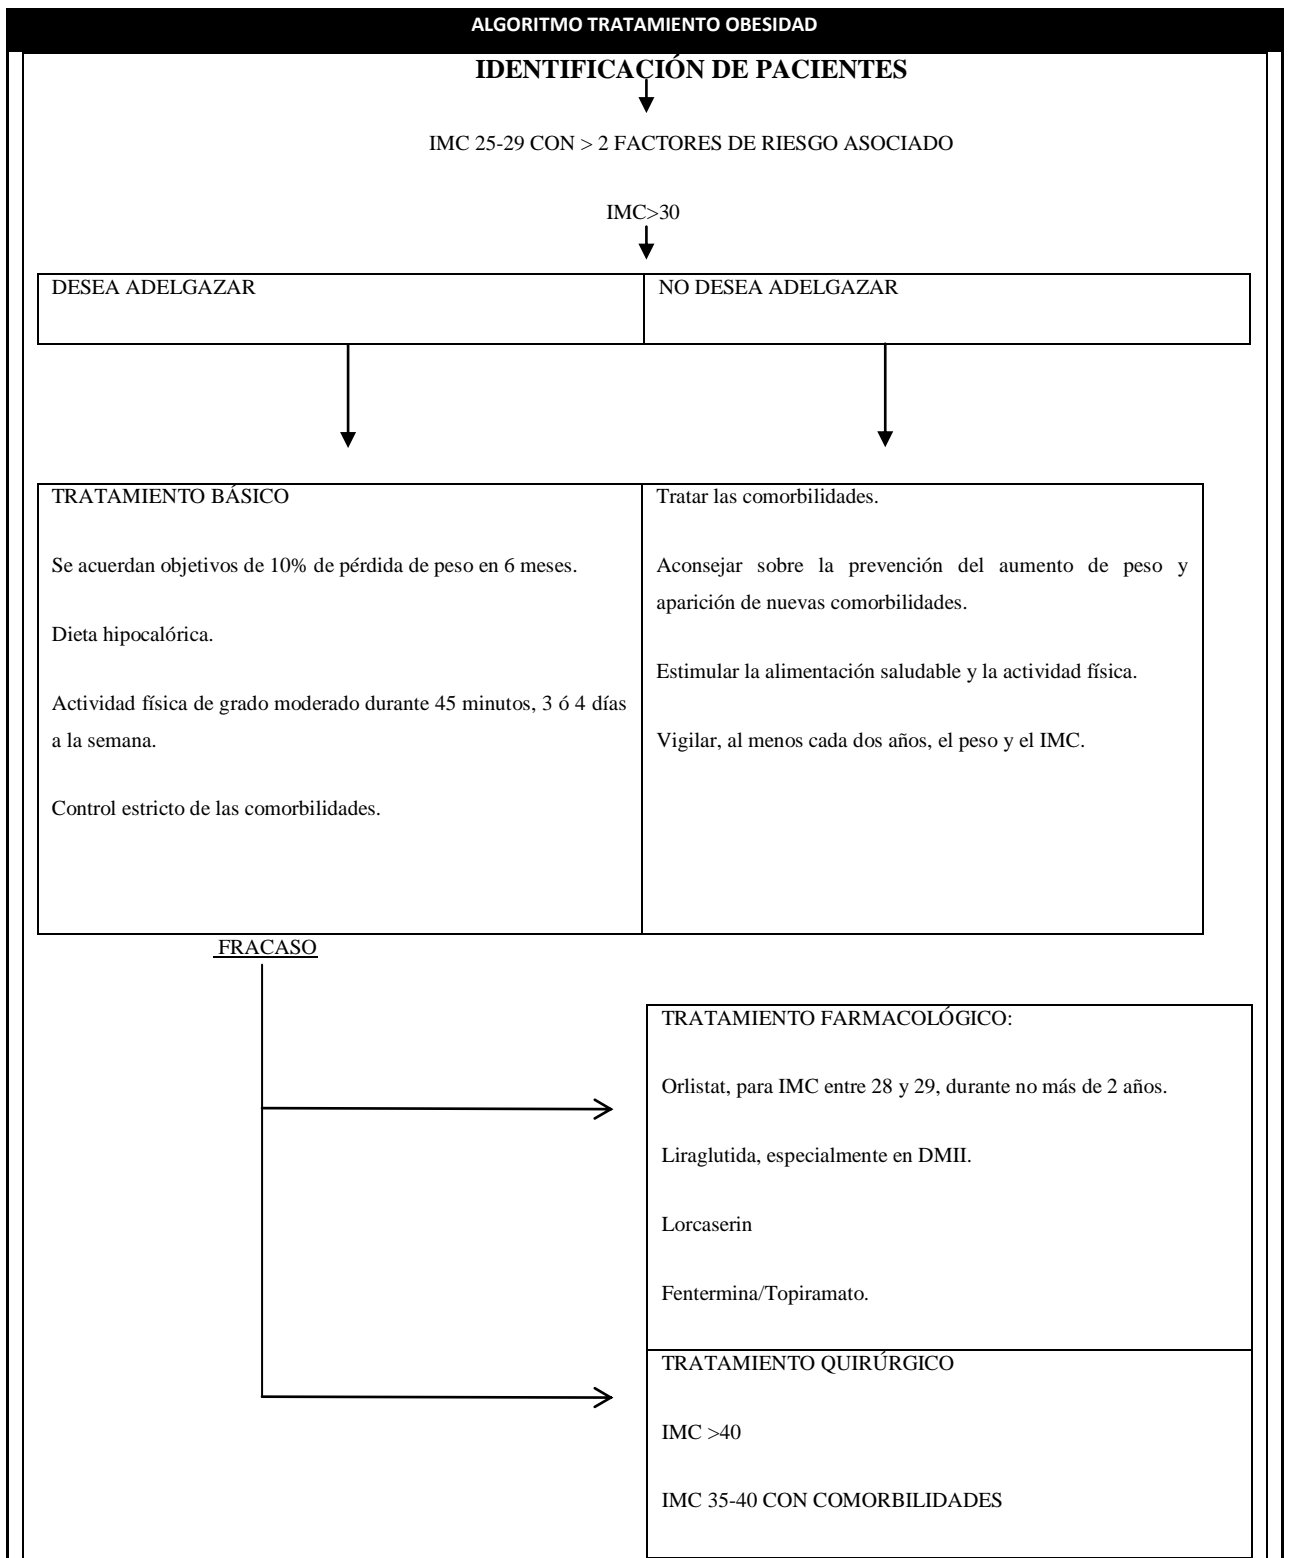 ALGORITMO TRATAMIENTO OBESIDAD
IDENTIFICACIÓN DE PACIENTES
IMC 25-29 CON > 2 FACTORES DE RIESGO ASOCIADO
IMC>30
DESEA ADELGAZAR
NO DESEA ADELGAZAR
TRATAMIENTO BÁSICO
Se acuerdan objetivos de 10% de pérdida de peso en 6 meses.
Dieta hipocalórica.
Actividad física de grado moderado durante 45 minutos, 3 ó 4 días
a la semana.
Control estricto de las comorbilidades.
Tratar las comorbilidades.
Aconsejar sobre la prevención del aumento de peso y
aparición de nuevas comorbilidades.
Estimular la alimentación saludable y la actividad física.
Vigilar, al menos cada dos años, el peso y el IMC.
FRACASO
TRATAMIENTO FARMACOLÓGICO:
Orlistat, para IMC entre 28 y 29, durante no más de 2 años.
Liraglutida, especialmente en DMII.
Lorcaserin
Fentermina/Topiramato.
TRATAMIENTO QUIRÚRGICO
IMC >40
IMC 35-40 CON COMORBILIDADES